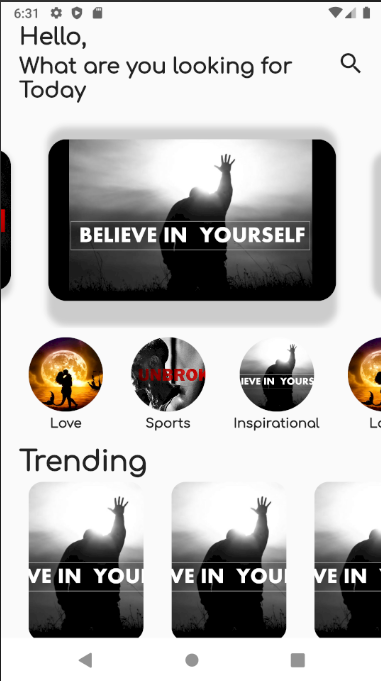 6:31
Hello,
What are you looking for
Today
BELIEVE IN YOURSELF
UNBRO
IEVE IN YOURS
Love
Sports
Inspirational
Lo
Trending
VE IN YOU
VE IN YOU
VE IN